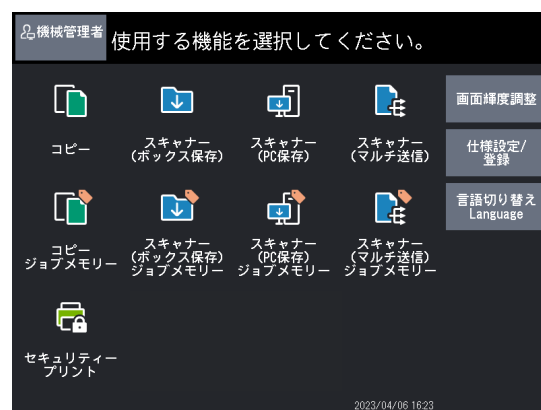 機械管理者
使用する機能を選択してください。
コピー
スキャナー
(ボックス保存)
スキャナー
(PC保存)
スキャナー
(マルチ送信)
画面輝度調整
仕様設定/
登録
言語切り替え
Language
コピー
ジョブメモリー
スキャナー
(ボックス保存)
ジョブメモリー
スキャナー
(PC保存)
ジョブメモリー
スキャナー
(マルチ送信)
ジョブメモリー
セキュリティー
プリント
2023/04/06 16:23